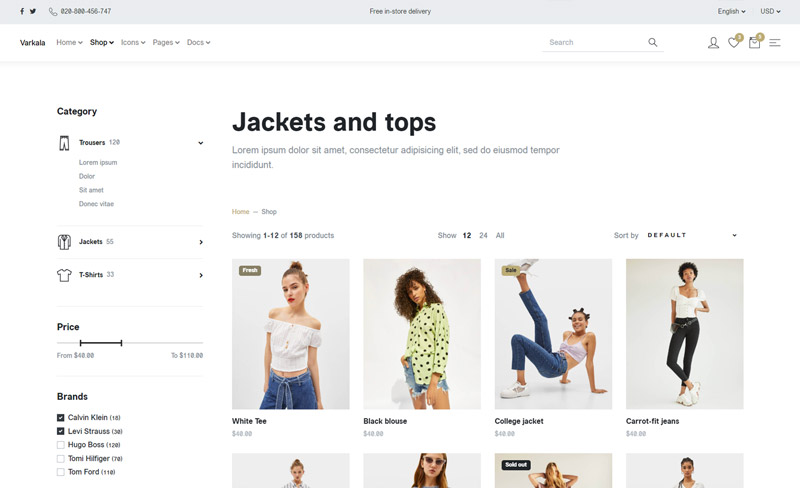 020-800-456-747
Free in-store delivery
English
USD
Varkala
Home
Shop
Icons
Pages
Docs
Search
3
5
Category
Trousers 120
Lorem ipsum
Dolor
Sit amet
Donec vitae
Jackets 55
T-Shirts 33
Price
From $40.00
To $110.00
Brands
Calvin Klein (18)
Levi Strauss (30)
Hugo Boss (120)
Tomi Hilfiger (70)
Tom Ford (110)
Jackets and tops
Lorem ipsum dolor sit amet, consectetur adipisicing elit, sed do eiusmod tempor
incididunt.
Home — Shop
Showing 1-12 of 158 products
Show 12 24 All
Sort by DEFAULT
Fresh
Sale
White Tee
Black blouse
College jacket
Carrot-fit jeans
$40.00
$40.00
$40.00
$40.00
Sold out